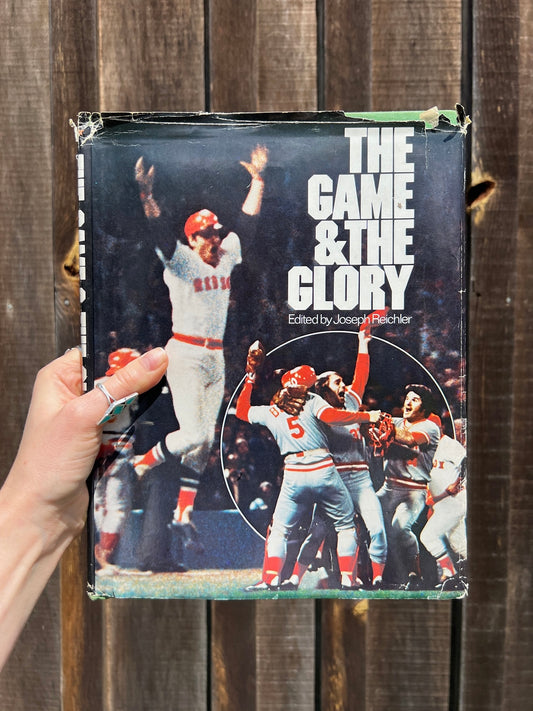 THE
GAME
&THE
GLORY
Edited by Joseph Reichler
5